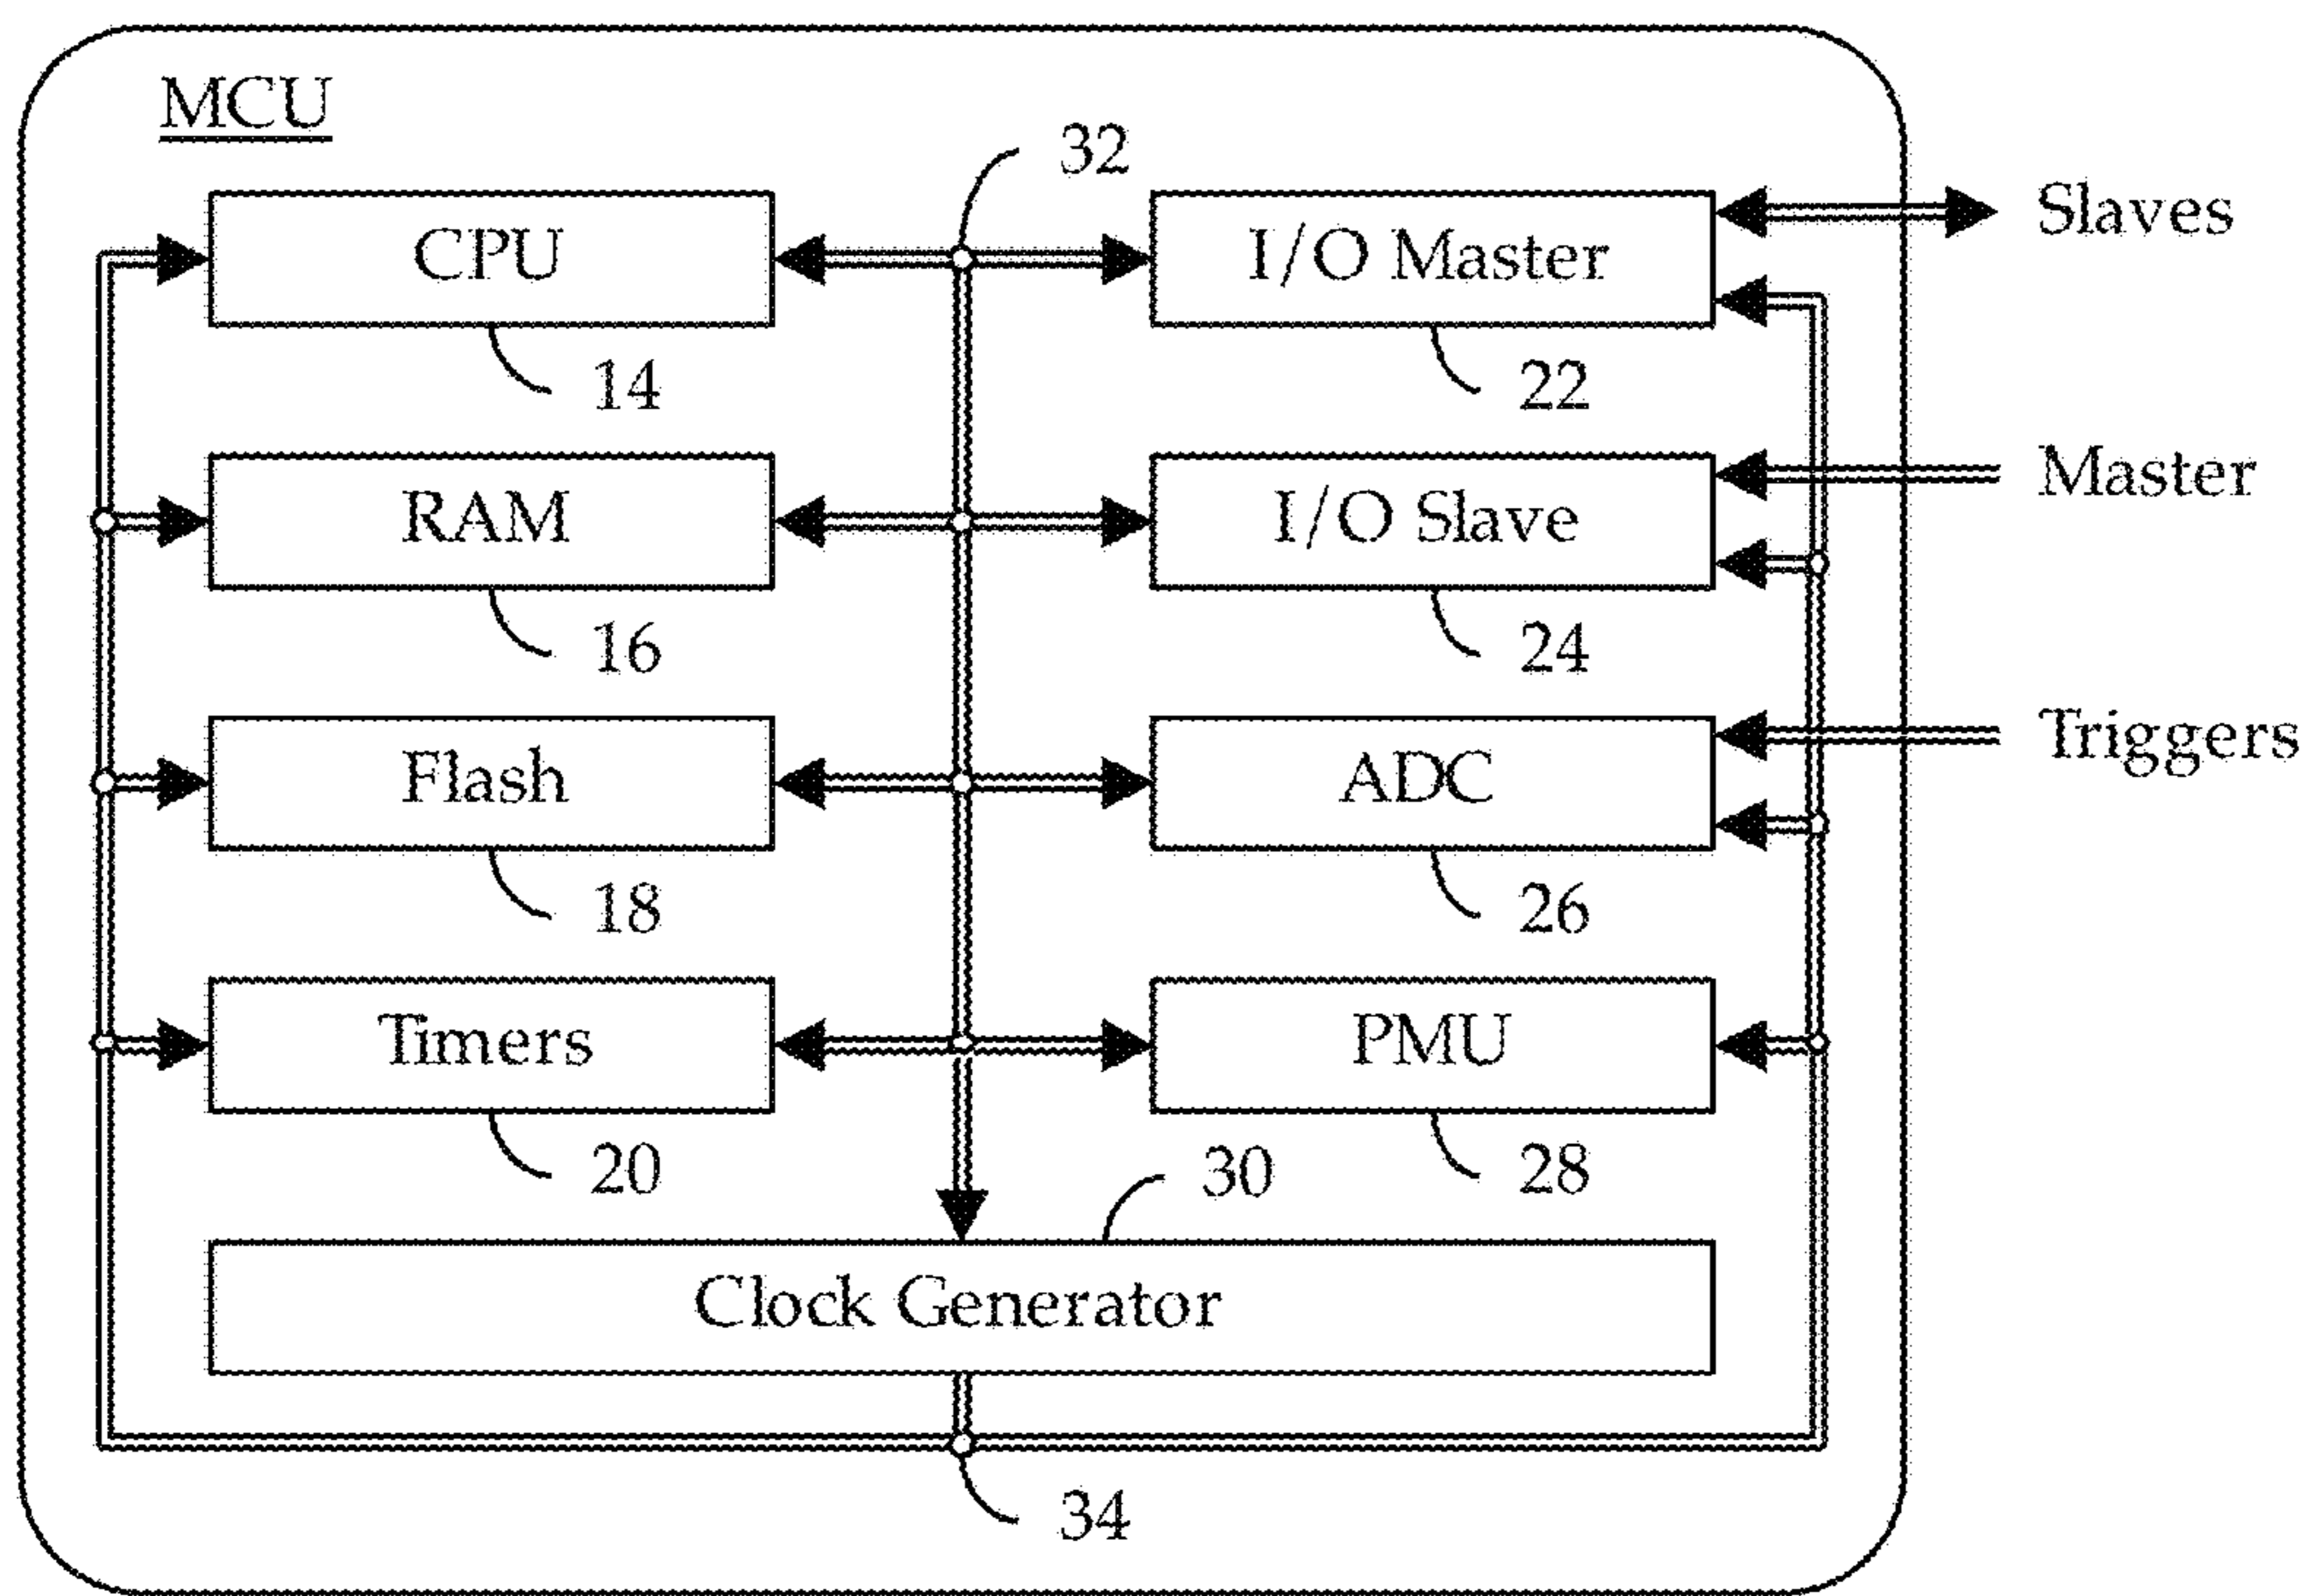 MCU
32
CPU
I/O Master
Slaves
14
22
RAM
I/O Slave
Master
16
24
Flash
ADC
Triggers
18
26
Timers
PMU
20
30
28
Clock Generator
34